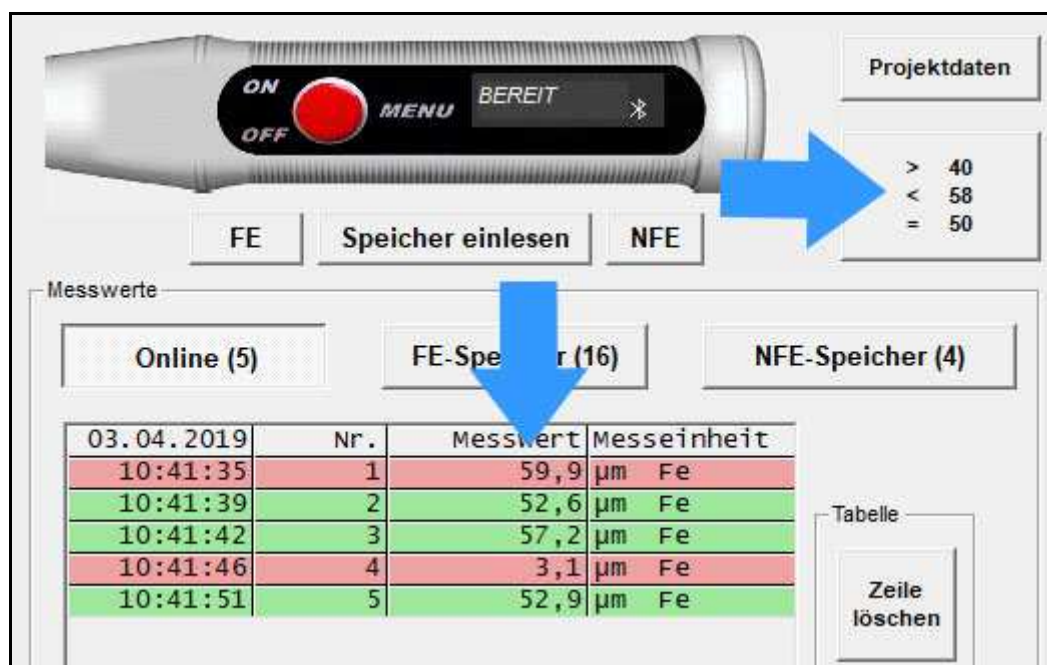 ON
OFF
MENU
BEREIT
Projektdaten
> 40
< 58
= 50
FE
Speicher einlesen
NFE
Messwerte
Online (5)
FE-Speicher (16)
NFE-Speicher (4)
03.04.2019 Nr. Messwert Messeinheit
10:41:35 1 59,9 µm Fe
10:41:39 2 52,6 µm Fe
10:41:42 3 57,2 µm Fe
10:41:46 4 3,1 µm Fe
10:41:51 5 52,9 µm Fe
Tabelle
Zeile
löschen